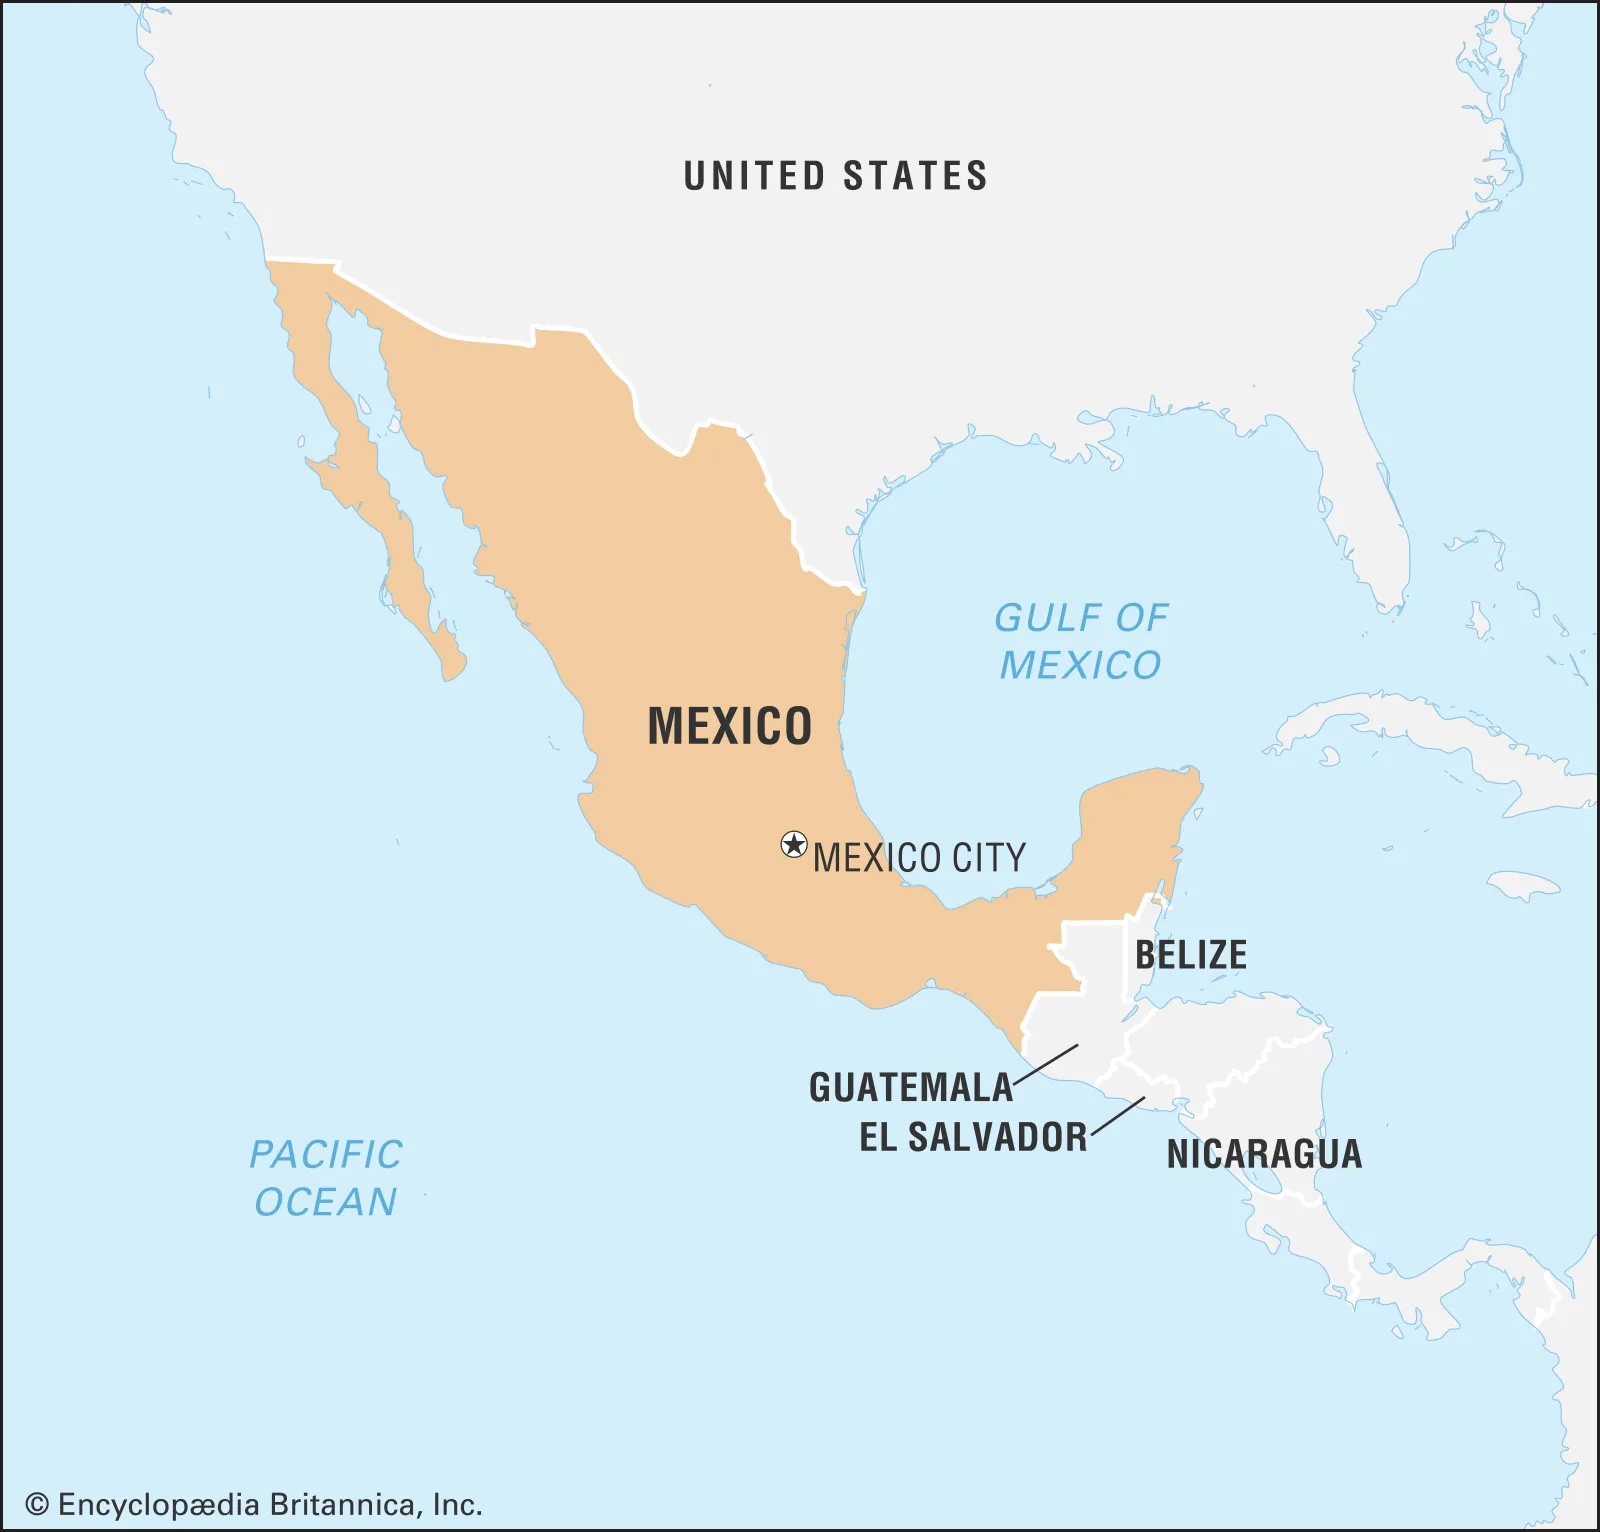 UNITED STATES
GULF OF
MEXICO
MEXICO
MEXICO CITY
BELIZE
GUATEMALA
EL SALVADOR
NICARAGUA
PACIFIC
OCEAN
© Encyclopædia Britannica, Inc.